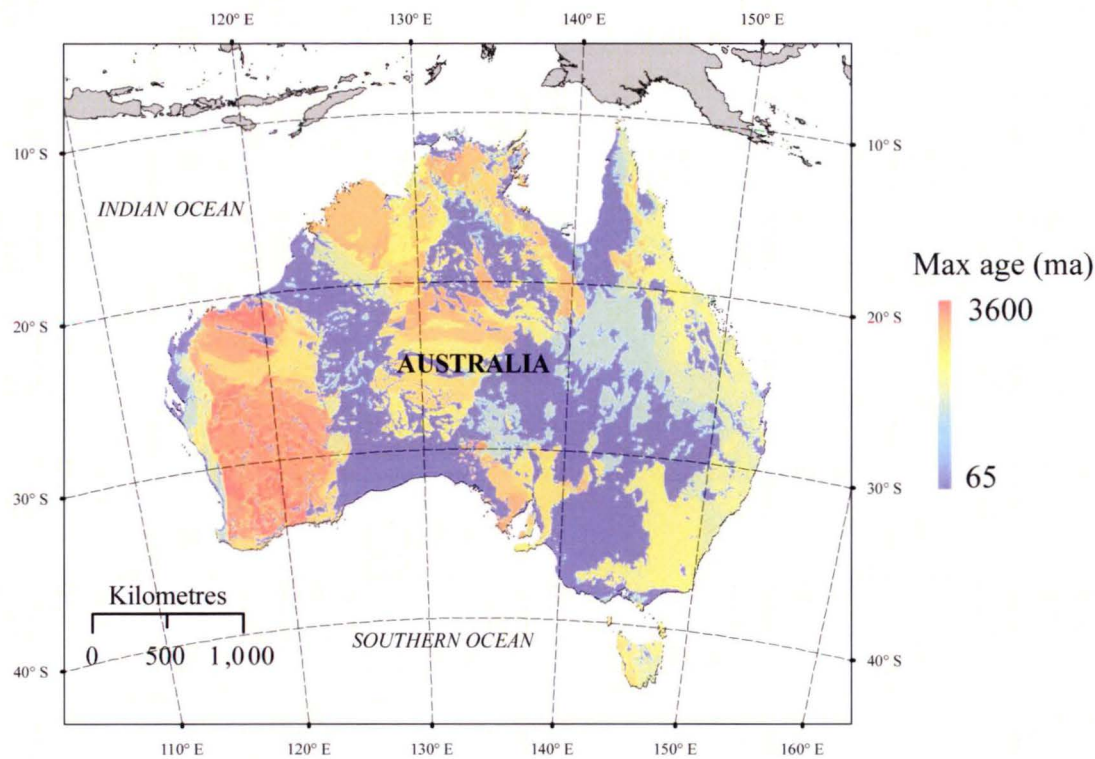 120° E 130° E 140° E 150° E
10° S 10° S
INDIAN OCEAN
Max age (ma)
3600
20° S 20° S
AUSTRALIA
65
30° S 30° S
Kilometres
0 500 1,000
SOUTHERN OCEAN
40° S 40° S
110° E 120° E 130° E 140° E 150° E 160° E